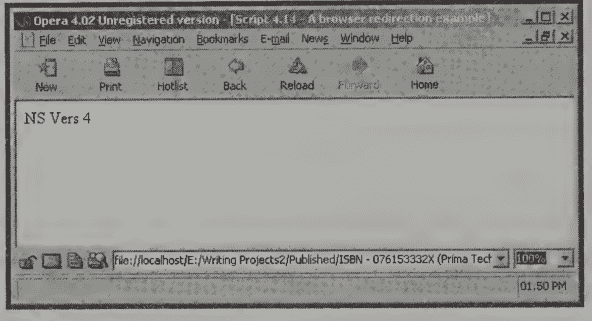 Opera 4.02 Unregistered version - [Script 4.14 - A browser redirection example]
File Edit View Navigation Bookmarks E-mail News Window Help
New Print Hotlist Back Reload Forward Home
NS Vers 4
file://localhost/E:/Writing Projects2/Published/ISBN - 076153332X (Prima Tech
100%
01:50 PM